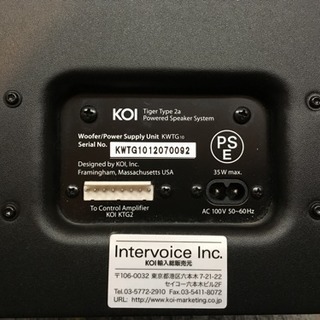 KOI
Tiger Type 2a
Powered Speaker System
Woofer/Power Supply Unit KWTG10
Serial No. KWTG1012070092
PSE
Designed by KOI, Inc.
Framingham, Massachusetts USA
35W max.
To Control Amplifier
KOI KTG2
AC 100V 50-60Hz
Intervoice Inc.
KOI輸入総販売元
〒106-0032 東京都港区六本木7-21-22
セイコー六本木ビル2F
Tel.03-5772-2910 Fax.03-5411-8072
URL: http://www.koi-marketing.co.jp